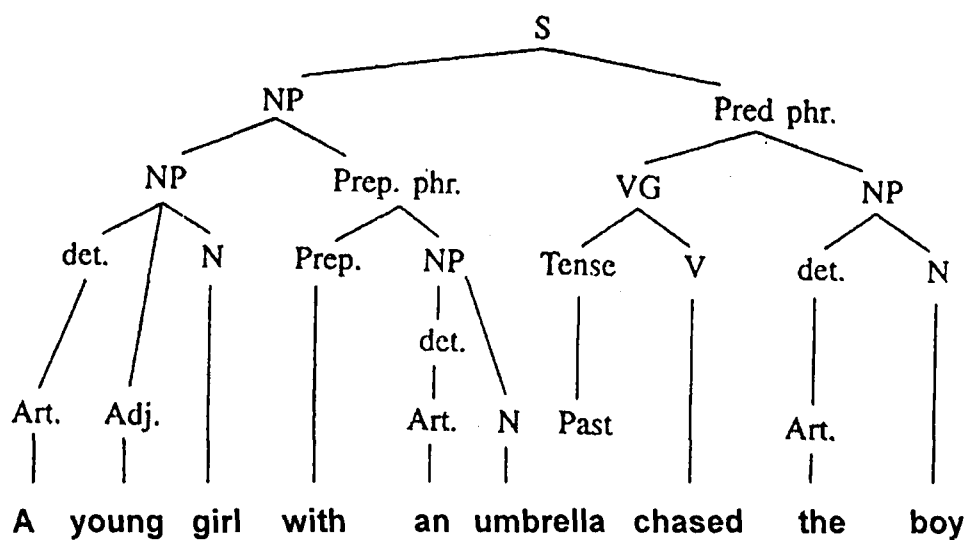 S
NP Pred phr.
NP Prep. phr. VG NP
det. N Prep. NP Tense V det. N
det.
Art. Adj. Art. N Past Art.
A young girl with an umbrella chased the boy